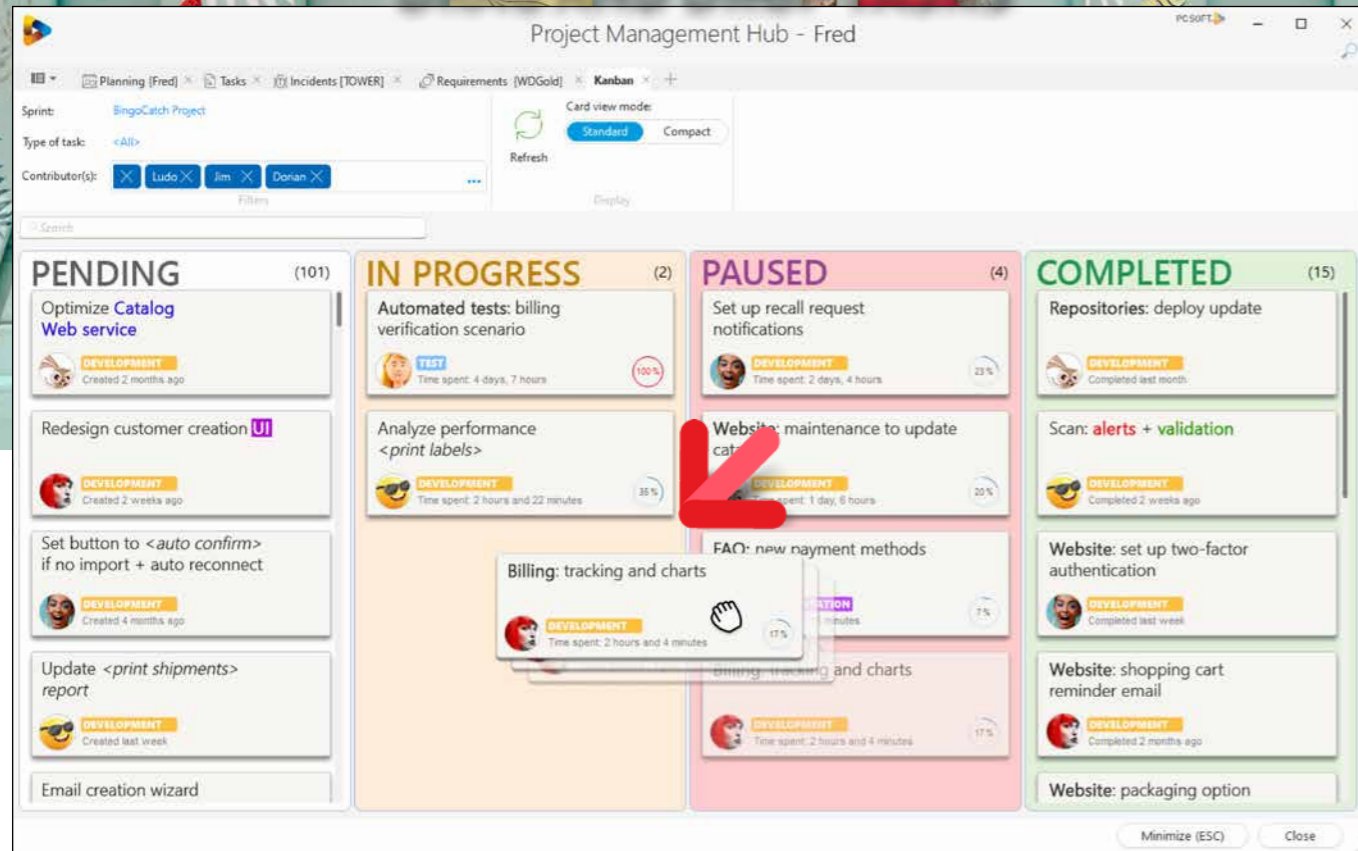 PC SOFT
Project Management Hub - Fred
Planning [Fred]
Tasks
Incidents [TOWER]
Requirements [WDGold]
Kanban
Sprint:
BingoCatch Project
Type of task:
<All>
Contributor(s):
Ludo
Jim
Dorian
...
Filters
Refresh
Card view mode:
Standard
Compact
Display
Search
PENDING
(101)
Optimize Catalog
Web service
DEVELOPMENT
Created 2 months ago
Redesign customer creation UI
DEVELOPMENT
Created 2 weeks ago
Set button to <auto confirm>
if no import + auto reconnect
DEVELOPMENT
Created 4 months ago
Update <print shipments>
report
DEVELOPMENT
Created last week
Email creation wizard
IN PROGRESS
(2)
Automated tests: billing
verification scenario
TEST
Time spent: 4 days, 7 hours
100 %
Analyze performance
<print labels>
DEVELOPMENT
Time spent: 2 hours and 22 minutes
35 %
Billing: tracking and charts
DEVELOPMENT
Time spent: 2 hours and 4 minutes
17 %
PAUSED
(4)
Set up recall request
notifications
DEVELOPMENT
Time spent: 2 days, 4 hours
23 %
Website: maintenance to update
DEVELOPMENT
spent: 1 day, 6 hours
20 %
FAQ: new payment methods
minutes
7 %
Billing: tracking and charts
DEVELOPMENT
Time spent: 2 hours and 4 minutes
17 %
COMPLETED
(15)
Repositories: deploy update
DEVELOPMENT
Completed last month
Scan: alerts + validation
DEVELOPMENT
Completed 2 weeks ago
Website: set up two-factor
authentication
DEVELOPMENT
Completed last week
Website: shopping cart
reminder email
DEVELOPMENT
Completed 2 months ago
Website: packaging option
Minimize (ESC)
Close